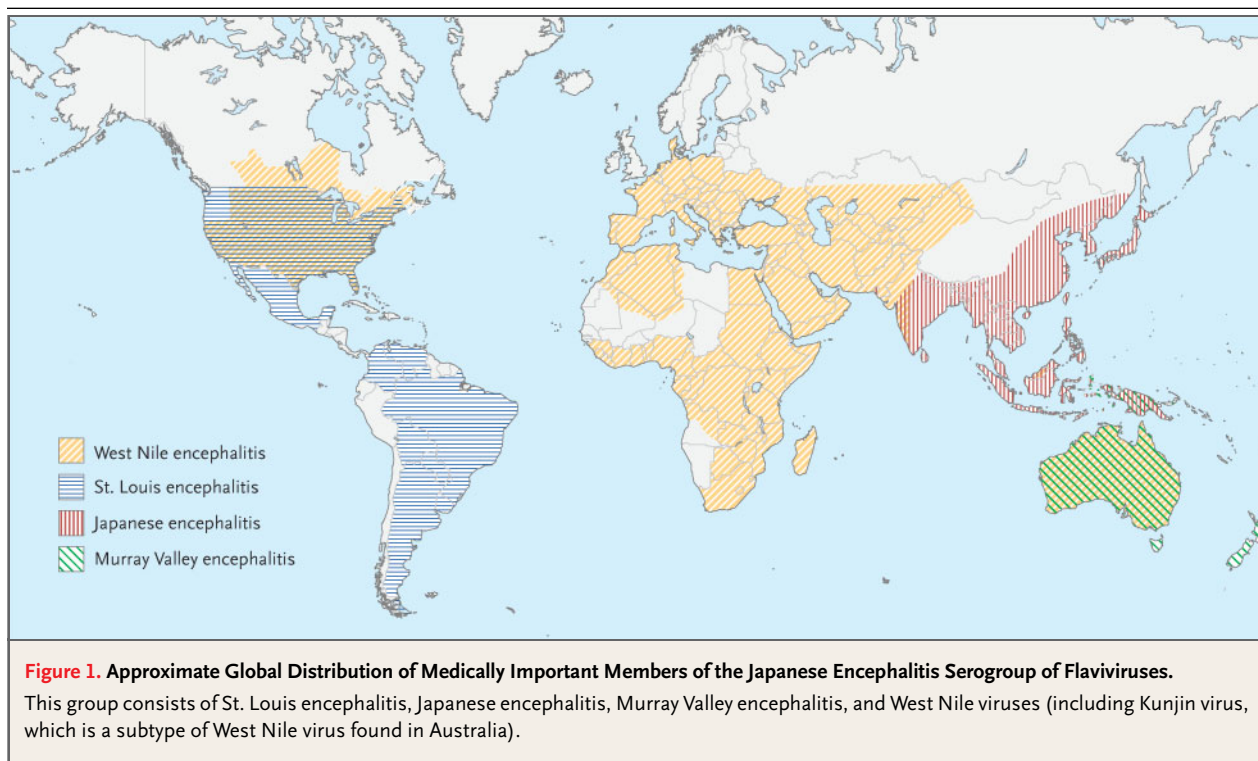 West Nile encephalitis
St. Louis encephalitis
Japanese encephalitis
Murray Valley encephalitis
Figure 1. Approximate Global Distribution of Medically Important Members of the Japanese Encephalitis Serogroup of Flaviviruses.
This group consists of St. Louis encephalitis, Japanese encephalitis, Murray Valley encephalitis, and West Nile viruses (including Kunjin virus,
which is a subtype of West Nile virus found in Australia).